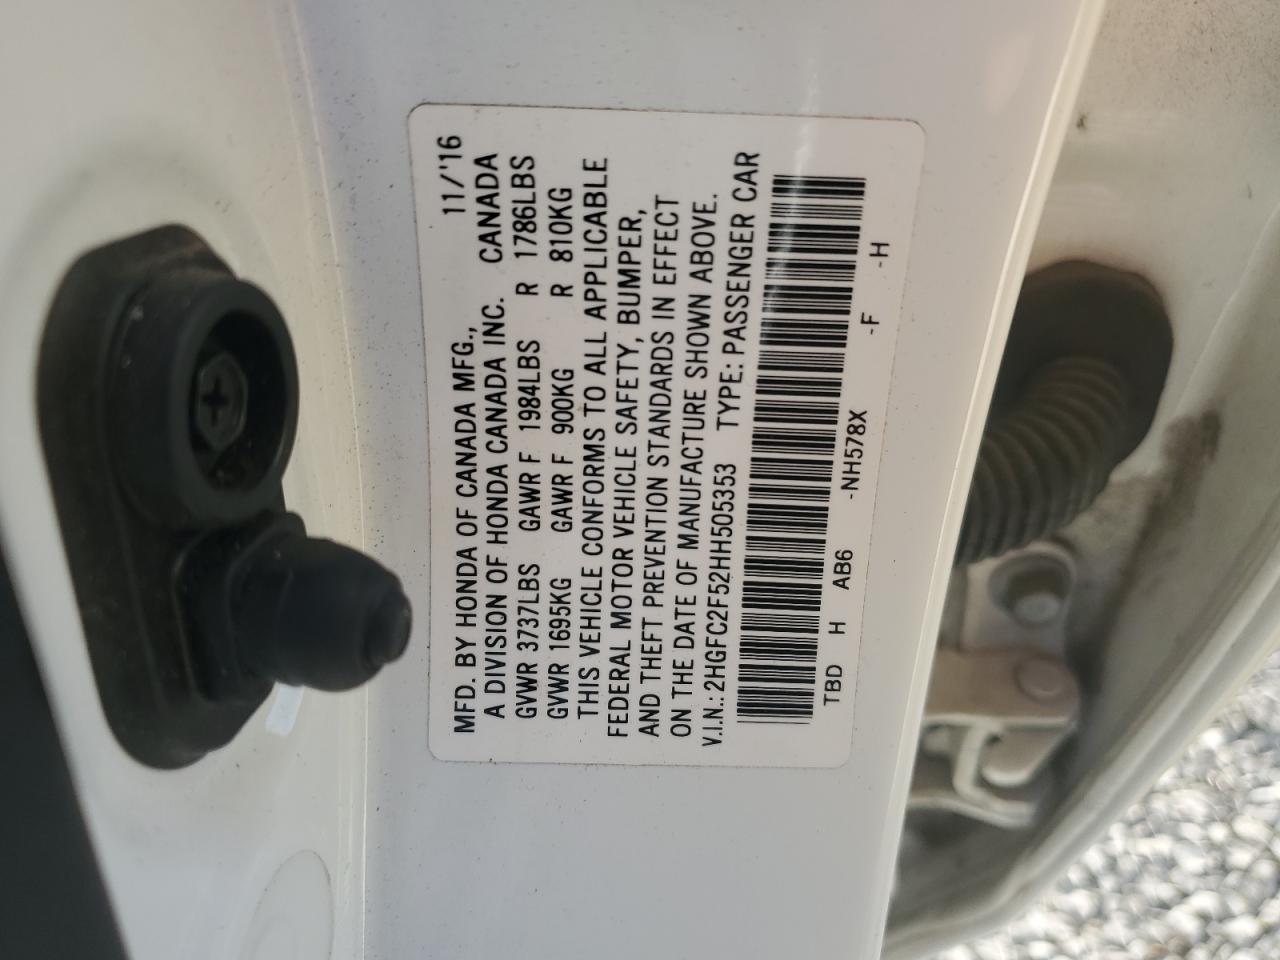 MFD. BY HONDA OF CANADA MFG., 11/'16
A DIVISION OF HONDA CANADA INC. CANADA
GVWR 3737LBS GAWR F 1984LBS R 1786LBS
GVWR 1695KG GAWR F 900KG R 810KG
THIS VEHICLE CONFORMS TO ALL APPLICABLE
FEDERAL MOTOR VEHICLE SAFETY, BUMPER,
AND THEFT PREVENTION STANDARDS IN EFFECT
ON THE DATE OF MANUFACTURE SHOWN ABOVE.
V.I.N.: 2HGFC2F52HH505353 TYPE: PASSENGER CAR
TBD H AB6 -NH578X -F -H